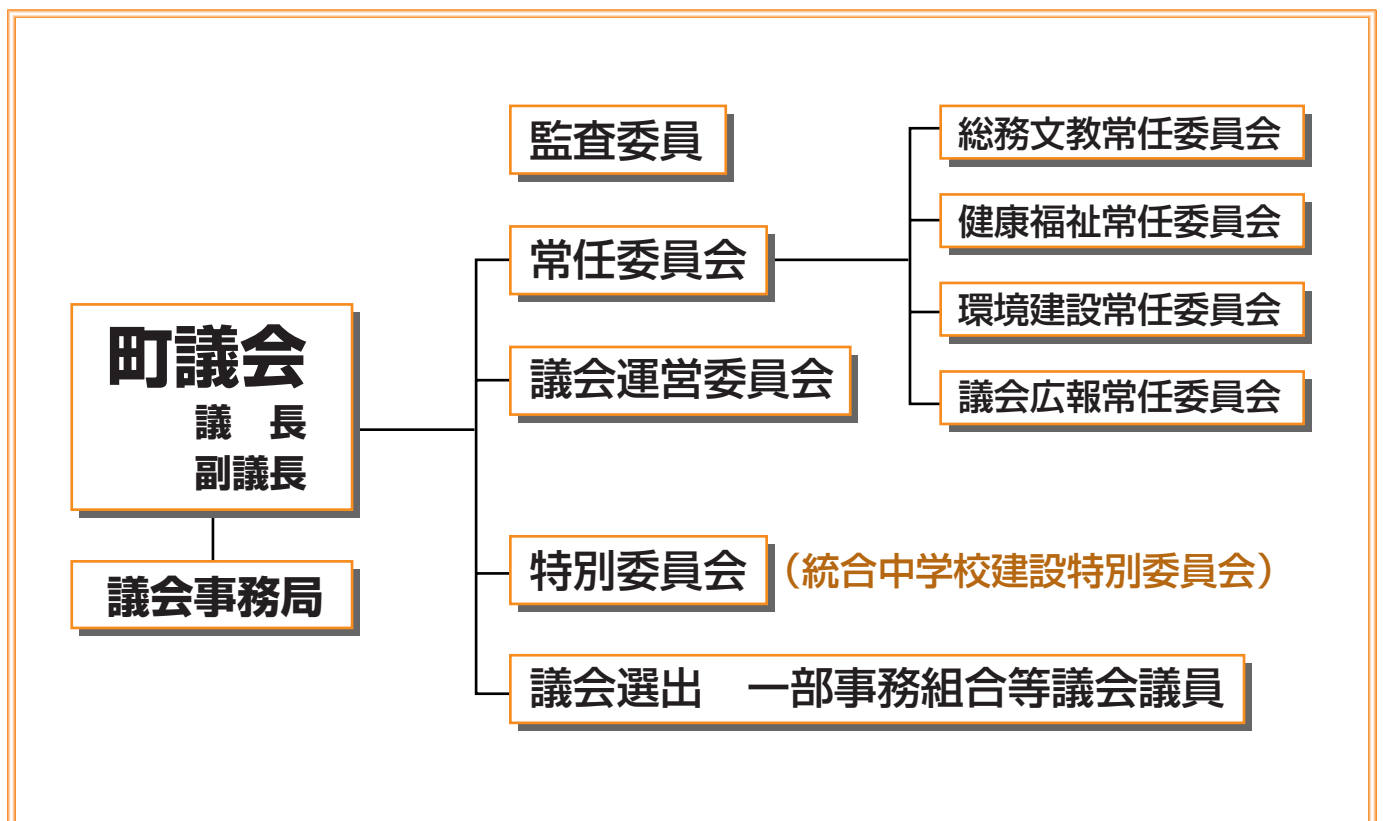 町議会
議　長
副議長
議会事務局
監査委員
常任委員会
議会運営委員会
特別委員会 （統合中学校建設特別委員会）
議会選出　一部事務組合等議会議員
総務文教常任委員会
健康福祉常任委員会
環境建設常任委員会
議会広報常任委員会